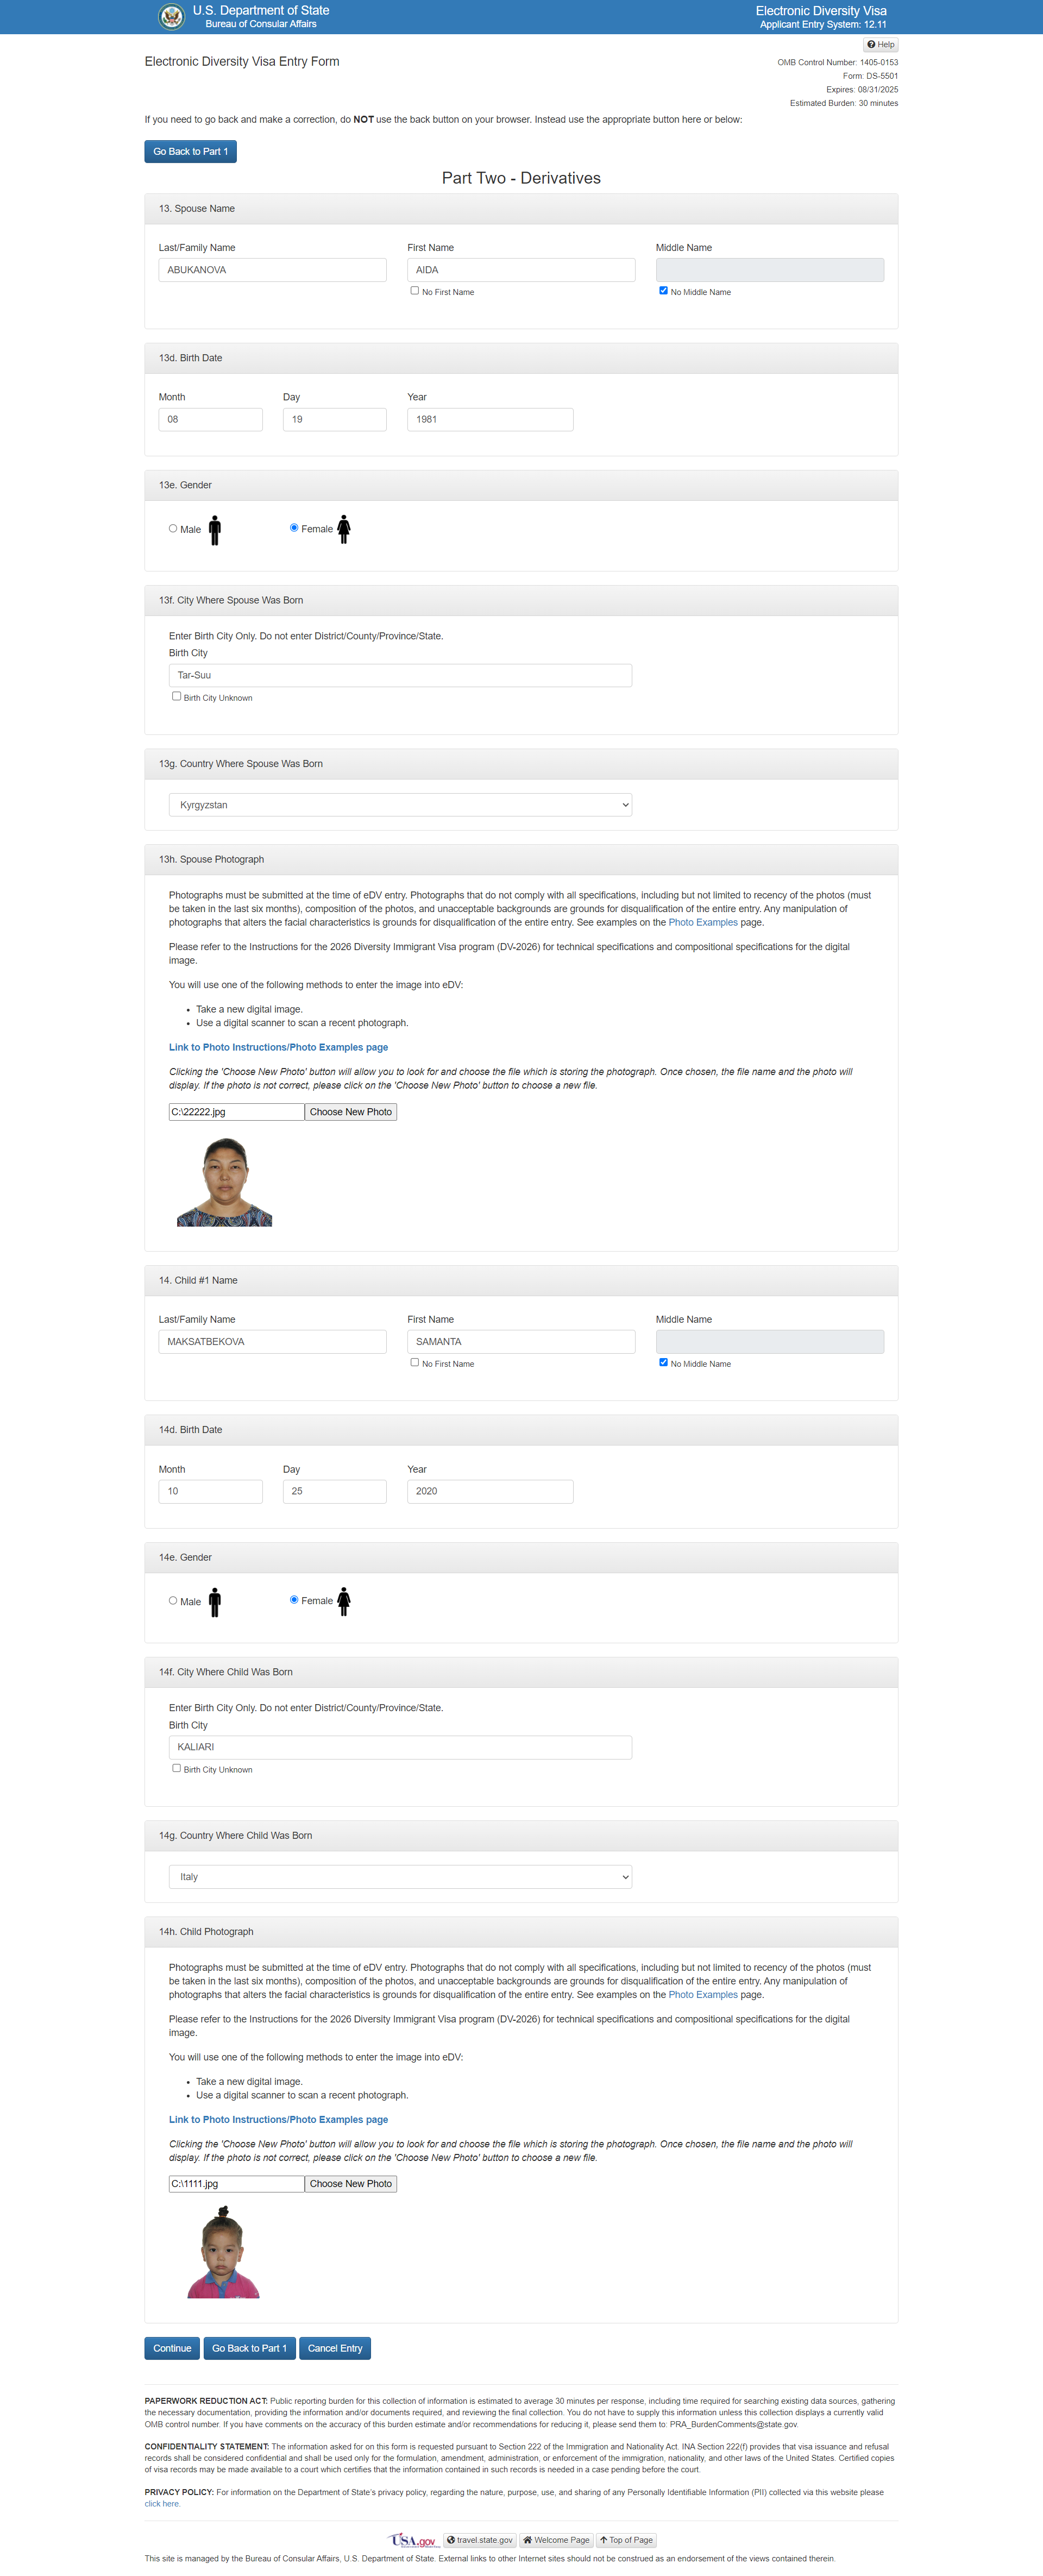 U.S. Department of State
Bureau of Consular Affairs
Electronic Diversity Visa
Applicant Entry System: 12.11
Help
Electronic Diversity Visa Entry Form
OMB Control Number: 1405-0153
Form: DS-5501
Expires: 08/31/2025
Estimated Burden: 30 minutes
If you need to go back and make a correction, do NOT use the back button on your browser. Instead use the appropriate button here or below:
Go Back to Part 1
Part Two - Derivatives
13. Spouse Name
Last/Family Name First Name Middle Name
ABUKANOVA AIDA
No First Name No Middle Name
13d. Birth Date
Month Day Year
08 19 1981
13e. Gender
Male Female
13f. City Where Spouse Was Born
Enter Birth City Only. Do not enter District/County/Province/State.
Birth City
Tar-Suu
Birth City Unknown
13g. Country Where Spouse Was Born
Kyrgyzstan
13h. Spouse Photograph
Photographs must be submitted at the time of eDV entry. Photographs that do not comply with all specifications, including but not limited to recency of the photos (must
be taken in the last six months), composition of the photos, and unacceptable backgrounds are grounds for disqualification of the entire entry. Any manipulation of
photographs that alters the facial characteristics is grounds for disqualification of the entire entry. See examples on the Photo Examples page.
Please refer to the Instructions for the 2026 Diversity Immigrant Visa program (DV-2026) for technical specifications and compositional specifications for the digital
image.
You will use one of the following methods to enter the image into eDV:
• Take a new digital image.
• Use a digital scanner to scan a recent photograph.
Link to Photo Instructions/Photo Examples page
Clicking the 'Choose New Photo' button will allow you to look for and choose the file which is storing the photograph. Once chosen, the file name and the photo will
display. If the photo is not correct, please click on the 'Choose New Photo' button to choose a new file.
C:\22222.jpg Choose New Photo
14. Child #1 Name
Last/Family Name First Name Middle Name
MAKSATBEKOVA SAMANTA
No First Name No Middle Name
14d. Birth Date
Month Day Year
10 25 2020
14e. Gender
Male Female
14f. City Where Child Was Born
Enter Birth City Only. Do not enter District/County/Province/State.
Birth City
KALIARI
Birth City Unknown
14g. Country Where Child Was Born
Italy
14h. Child Photograph
Photographs must be submitted at the time of eDV entry. Photographs that do not comply with all specifications, including but not limited to recency of the photos (must
be taken in the last six months), composition of the photos, and unacceptable backgrounds are grounds for disqualification of the entire entry. Any manipulation of
photographs that alters the facial characteristics is grounds for disqualification of the entire entry. See examples on the Photo Examples page.
Please refer to the Instructions for the 2026 Diversity Immigrant Visa program (DV-2026) for technical specifications and compositional specifications for the digital
image.
You will use one of the following methods to enter the image into eDV:
• Take a new digital image.
• Use a digital scanner to scan a recent photograph.
Link to Photo Instructions/Photo Examples page
Clicking the 'Choose New Photo' button will allow you to look for and choose the file which is storing the photograph. Once chosen, the file name and the photo will
display. If the photo is not correct, please click on the 'Choose New Photo' button to choose a new file.
C:\1111.jpg Choose New Photo
Continue Go Back to Part 1 Cancel Entry
PAPERWORK REDUCTION ACT: Public reporting burden for this collection of information is estimated to average 30 minutes per response, including time required for searching existing data sources, gathering
the necessary documentation, providing the information and/or documents required, and reviewing the final collection. You do not have to supply this information unless this collection displays a currently valid
OMB control number. If you have comments on the accuracy of this burden estimate and/or recommendations for reducing it, please send them to: PRA_BurdenComments@state.gov.
CONFIDENTIALITY STATEMENT: The information asked for on this form is requested pursuant to Section 222 of the Immigration and Nationality Act. INA Section 222(f) provides that visa issuance and refusal
records shall be considered confidential and shall be used only for the formulation, amendment, administration, or enforcement of the immigration, nationality, and other laws of the United States. Certified copies
of visa records may be made available to a court which certifies that the information contained in such records is needed in a case pending before the court.
PRIVACY POLICY: For information on the Department of State's privacy policy, regarding the nature, purpose, use, and sharing of any Personally Identifiable Information (PII) collected via this website please
click here.
USA.gov travel.state.gov Welcome Page Top of Page
This site is managed by the Bureau of Consular Affairs, U.S. Department of State. External links to other Internet sites should not be construed as an endorsement of the views contained therein.